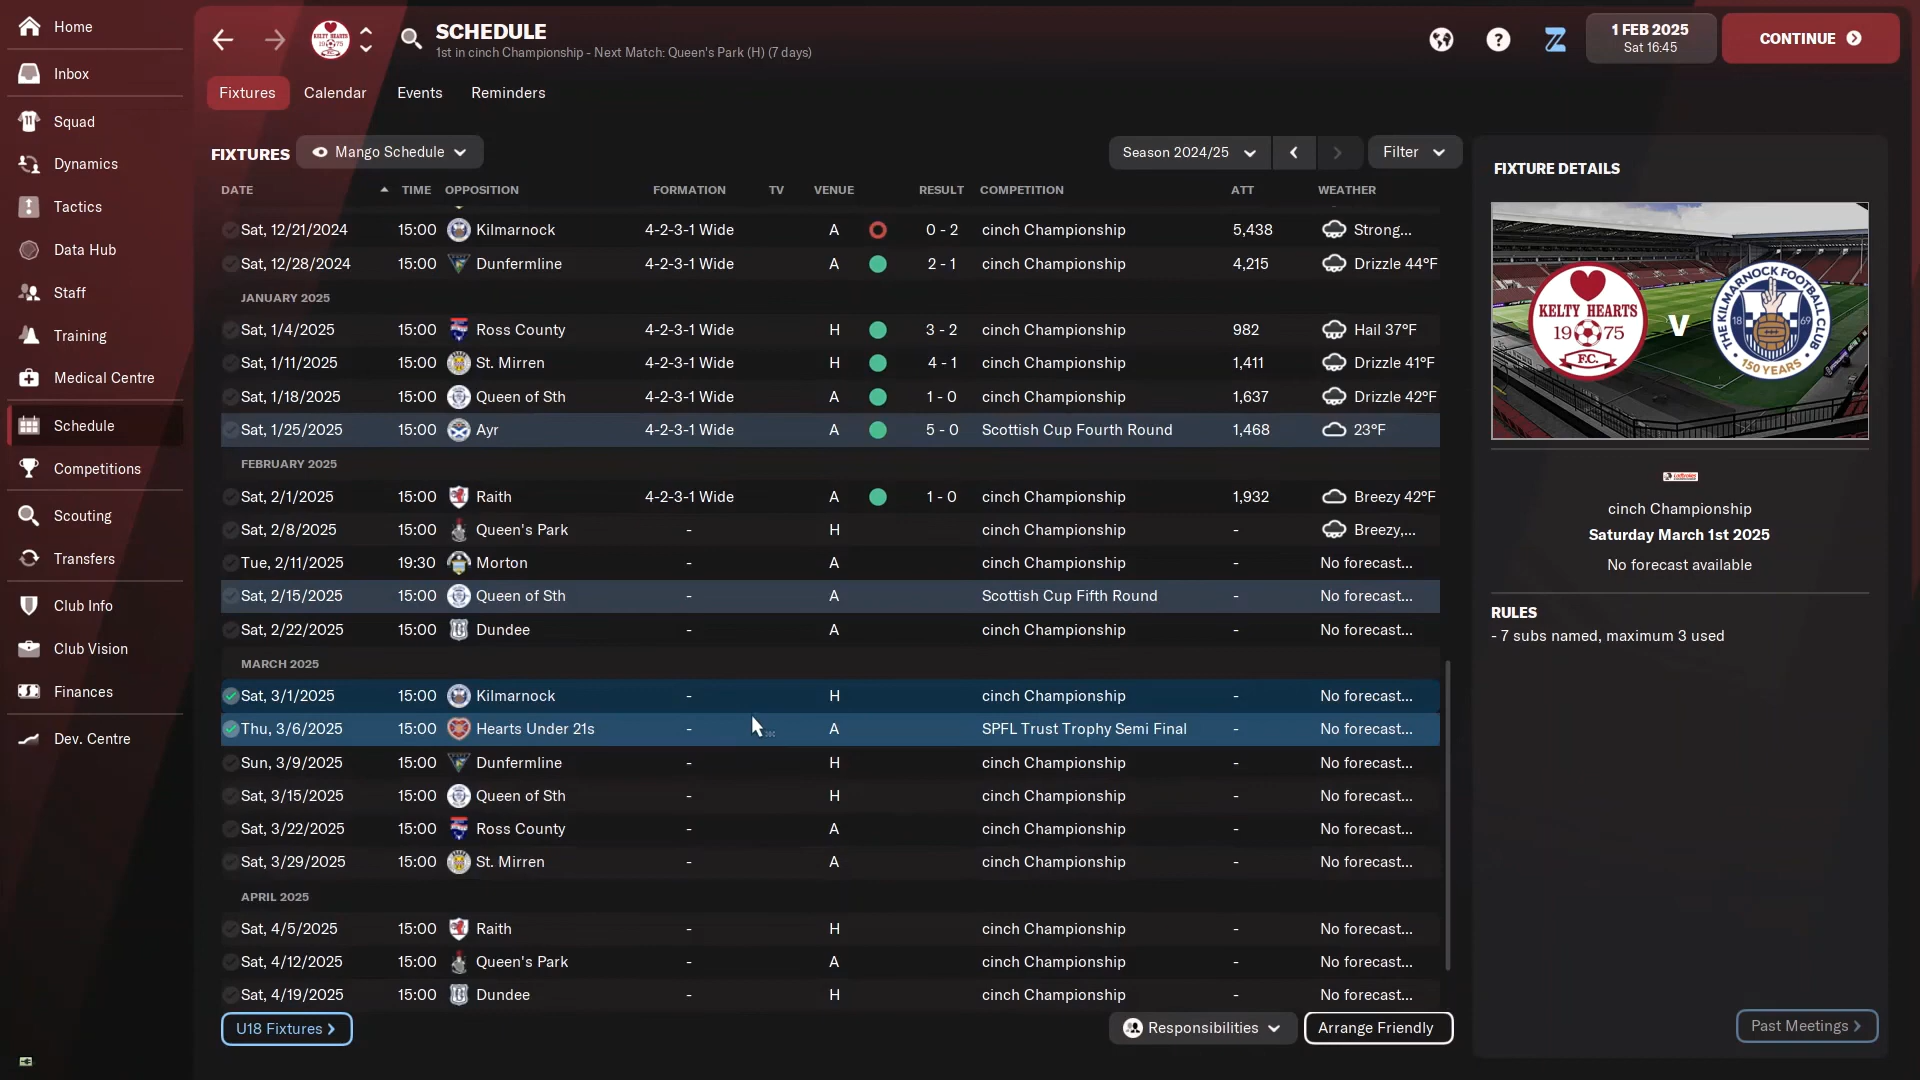 Home
Inbox
Squad
Dynamics
Tactics
Data Hub
Staff
Training
Medical Centre
Schedule
Competitions
Scouting
Transfers
Club Info
Club Vision
Finances
Dev. Centre
SCHEDULE
1st in cinch Championship - Next Match: Queen's Park (H) (7 days)
1 FEB 2025
Sat 16:45
CONTINUE
Fixtures Calendar Events Reminders
FIXTURES Mango Schedule Season 2024/25 Filter
DATE TIME OPPOSITION FORMATION TV VENUE RESULT COMPETITION ATT WEATHER
Sat, 12/21/2024 15:00 Kilmarnock 4-2-3-1 Wide A 0 - 2 cinch Championship 5,438 Strong...
Sat, 12/28/2024 15:00 Dunfermline 4-2-3-1 Wide A 2 - 1 cinch Championship 4,215 Drizzle 44°F
JANUARY 2025
Sat, 1/4/2025 15:00 Ross County 4-2-3-1 Wide H 3 - 2 cinch Championship 982 Hail 37°F
Sat, 1/11/2025 15:00 St. Mirren 4-2-3-1 Wide H 4 - 1 cinch Championship 1,411 Drizzle 41°F
Sat, 1/18/2025 15:00 Queen of Sth 4-2-3-1 Wide A 1 - 0 cinch Championship 1,637 Drizzle 42°F
Sat, 1/25/2025 15:00 Ayr 4-2-3-1 Wide A 5 - 0 Scottish Cup Fourth Round 1,468 23°F
FEBRUARY 2025
Sat, 2/1/2025 15:00 Raith 4-2-3-1 Wide A 1 - 0 cinch Championship 1,932 Breezy 42°F
Sat, 2/8/2025 15:00 Queen's Park - H cinch Championship - Breezy,...
Tue, 2/11/2025 19:30 Morton - A cinch Championship - No forecast...
Sat, 2/15/2025 15:00 Queen of Sth - A Scottish Cup Fifth Round - No forecast...
Sat, 2/22/2025 15:00 Dundee - A cinch Championship - No forecast...
MARCH 2025
Sat, 3/1/2025 15:00 Kilmarnock - H cinch Championship - No forecast...
Thu, 3/6/2025 15:00 Hearts Under 21s - A SPFL Trust Trophy Semi Final - No forecast...
Sun, 3/9/2025 15:00 Dunfermline - H cinch Championship - No forecast...
Sat, 3/15/2025 15:00 Queen of Sth - H cinch Championship - No forecast...
Sat, 3/22/2025 15:00 Ross County - A cinch Championship - No forecast...
Sat, 3/29/2025 15:00 St. Mirren - A cinch Championship - No forecast...
APRIL 2025
Sat, 4/5/2025 15:00 Raith - H cinch Championship - No forecast...
Sat, 4/12/2025 15:00 Queen's Park - A cinch Championship - No forecast...
Sat, 4/19/2025 15:00 Dundee - H cinch Championship - No forecast...
U18 Fixtures Responsibilities Arrange Friendly
FIXTURE DETAILS
KELTY HEARTS
19 75
F.C.
V
THE KILMARNOCK FOOTBALL CLUB
18 69
150 YEARS
cinch Championship
Saturday March 1st 2025
No forecast available
RULES
- 7 subs named, maximum 3 used
Past Meetings